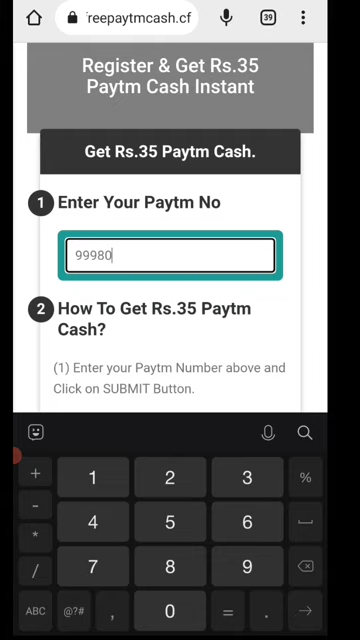 freepaytmcash.cf
39
Register & Get Rs.35
Paytm Cash Instant
Get Rs.35 Paytm Cash.
1 Enter Your Paytm No
99980
2 How To Get Rs.35 Paytm
Cash?
(1) Enter your Paytm Number above and
Click on SUBMIT Button.
+ 1 2 3 %
- 4 5 6
* 7 8 9
/
ABC @?# , 0 = .